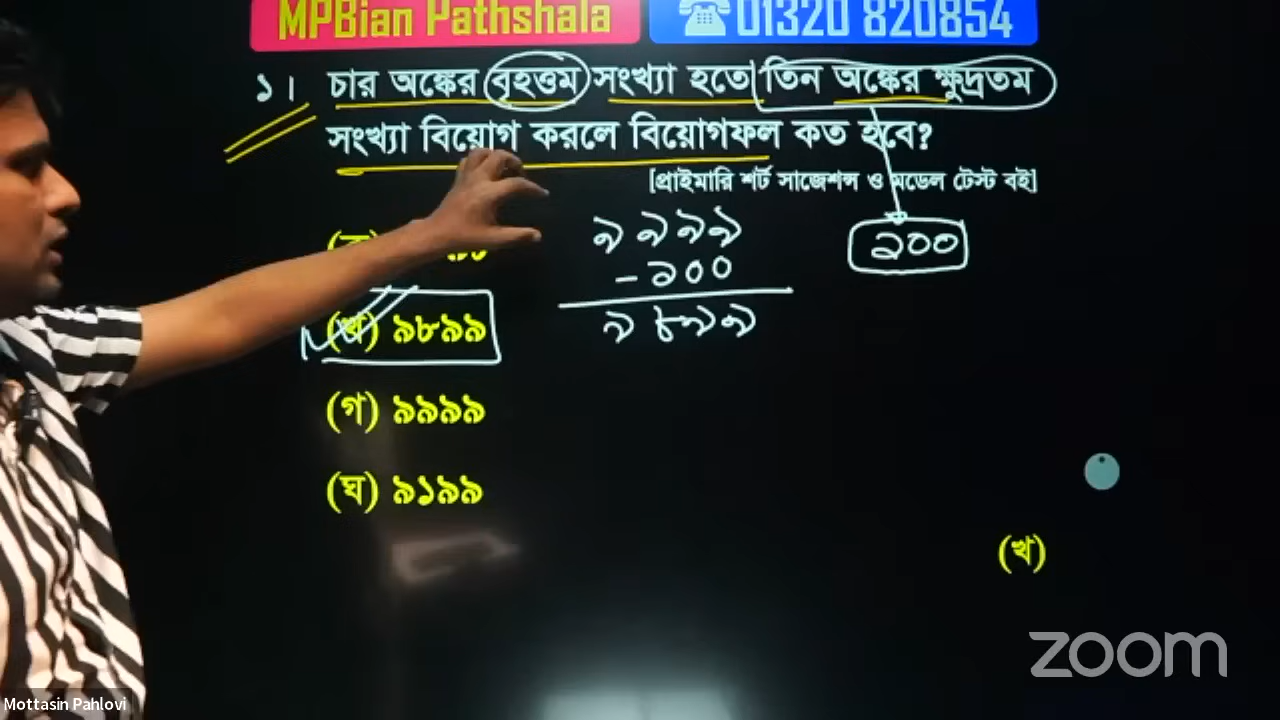 MPBian Pathshala
01320 820854
১। চার অঙ্কের বৃহত্তম সংখ্যা হতে তিন অঙ্কের ক্ষুদ্রতম
সংখ্যা বিয়োগ করলে বিয়োগফল কত হবে?
[প্রাইমারি শর্ট সাজেশন্স ও মডেল টেস্ট বই]
৯৯৯৯
-১০০
৯৮৯৯
১০০
(খ) ৯৮৯৯
(গ) ৯৯৯৯
(ঘ) ৯১৯৯
(খ)
zoom
Mottasin Pahlovi